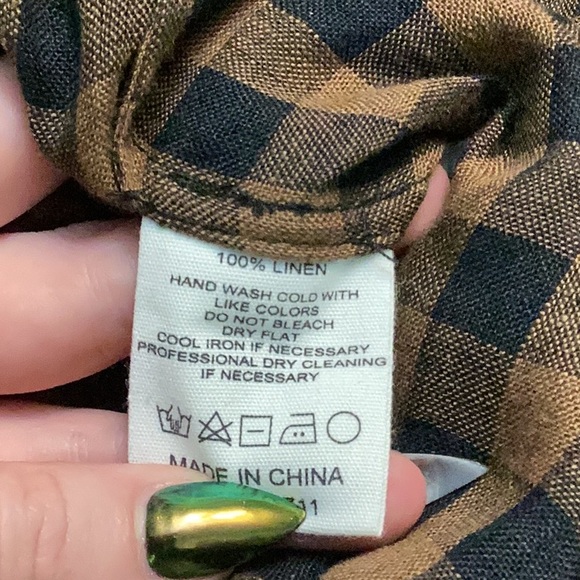 100% LINEN
HAND WASH COLD WITH
LIKE COLORS
DO NOT BLEACH
DRY FLAT
COOL IRON IF NECESSARY
PROFESSIONAL DRY CLEANING
IF NECESSARY
MADE IN CHINA